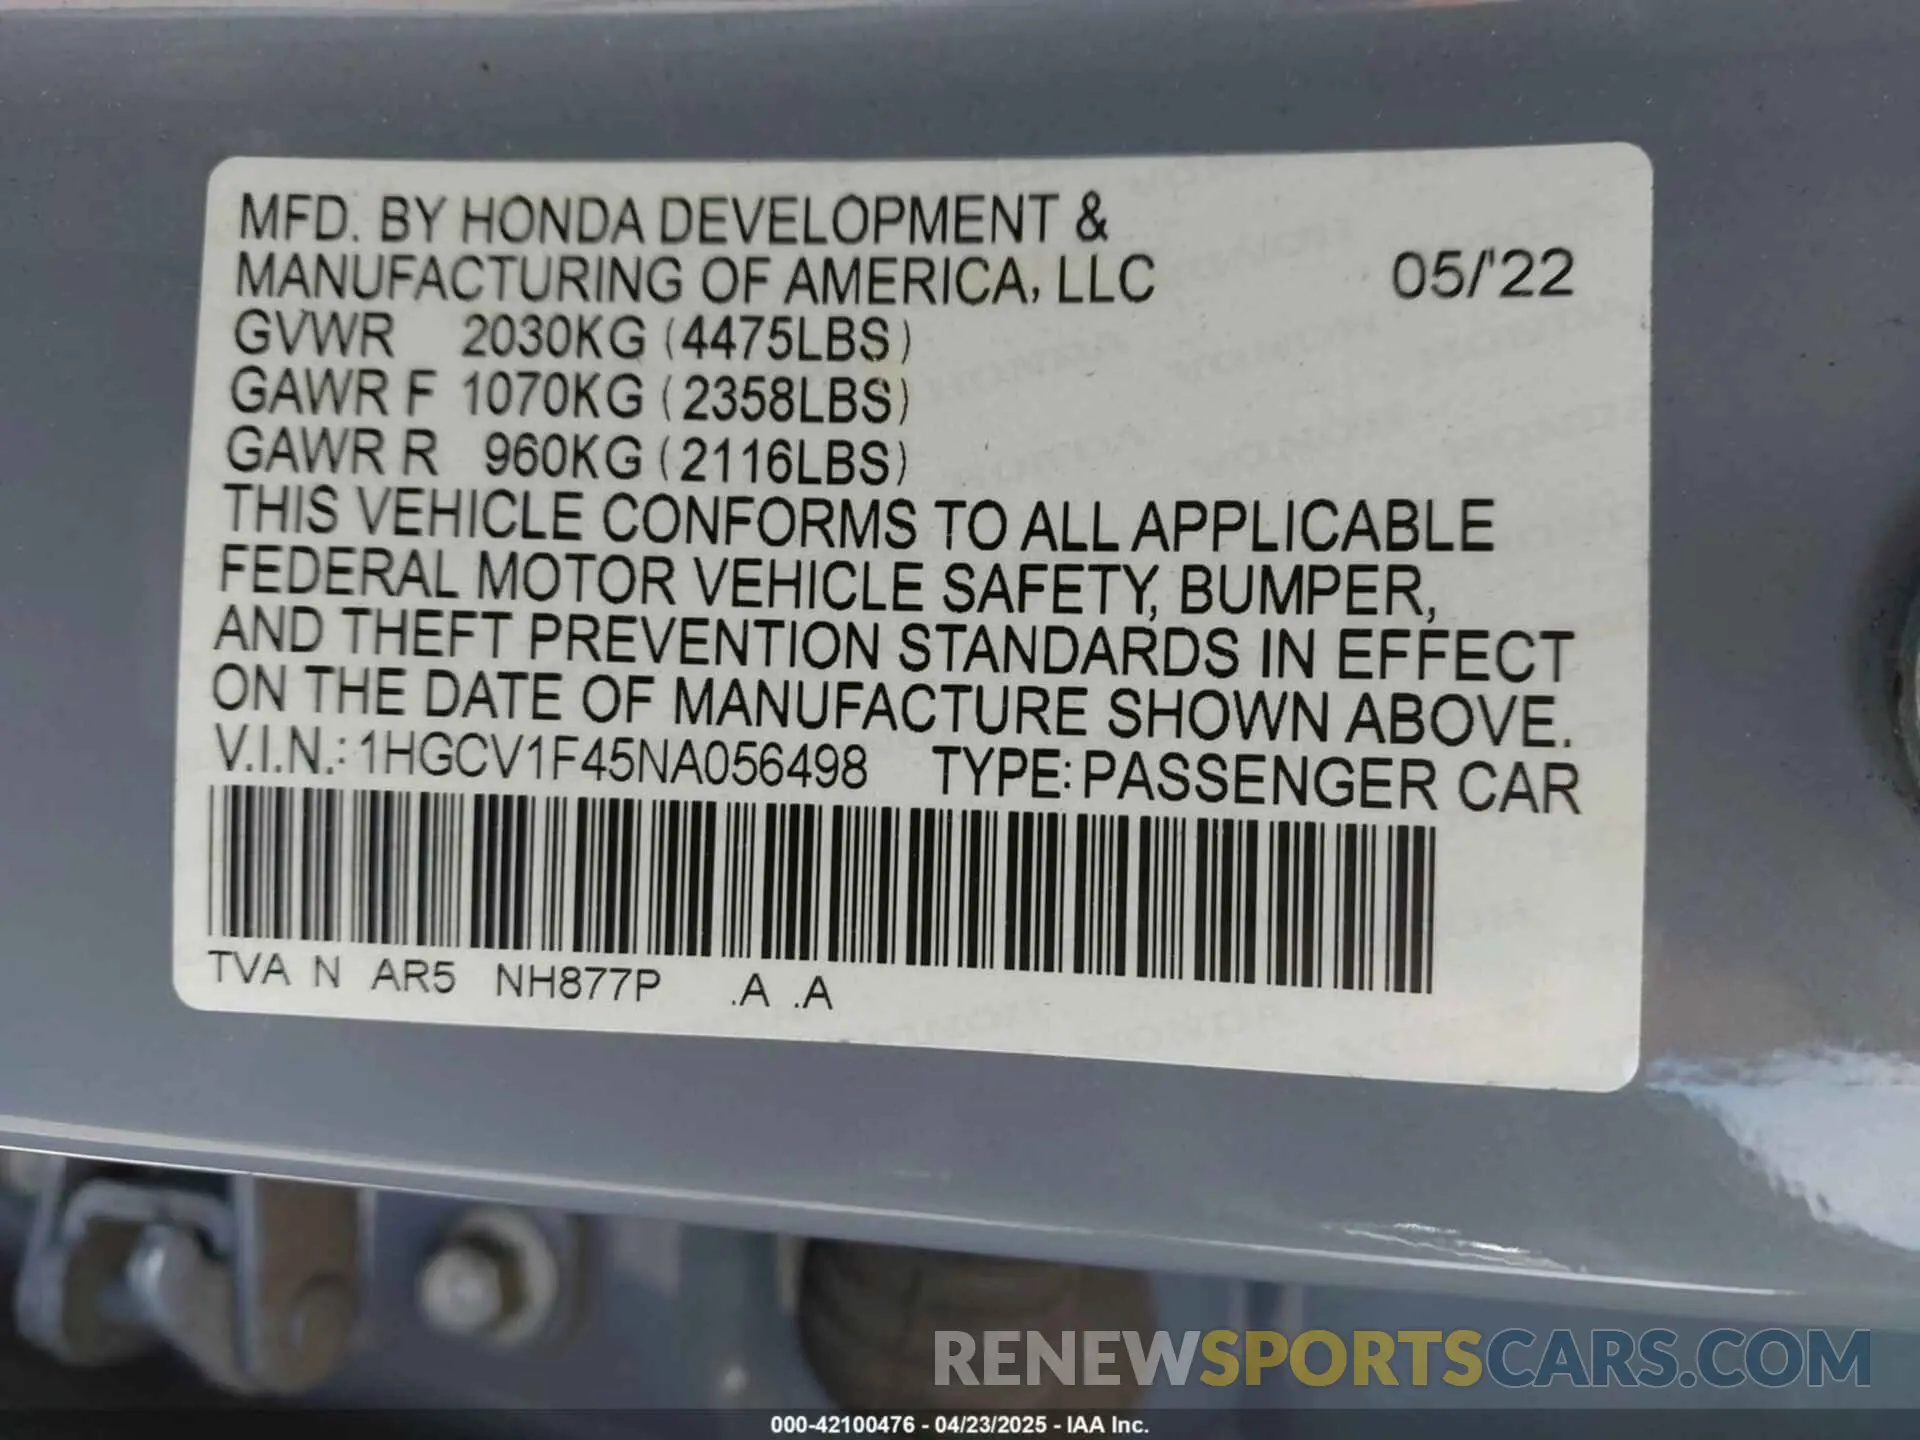 MFD. BY HONDA DEVELOPMENT &
MANUFACTURING OF AMERICA, LLC 05/'22
GVWR 2030KG (4475LBS)
GAWR F 1070KG (2358LBS)
GAWR R 960KG (2116LBS)
THIS VEHICLE CONFORMS TO ALL APPLICABLE
FEDERAL MOTOR VEHICLE SAFETY, BUMPER,
AND THEFT PREVENTION STANDARDS IN EFFECT
ON THE DATE OF MANUFACTURE SHOWN ABOVE.
V.I.N.: 1HGCV1F45NA056498 TYPE: PASSENGER CAR
TVA N AR5 NH877P .A .A
RENEWSPORTSCARS.COM
000-42100476 - 04/23/2025 - IAA Inc.